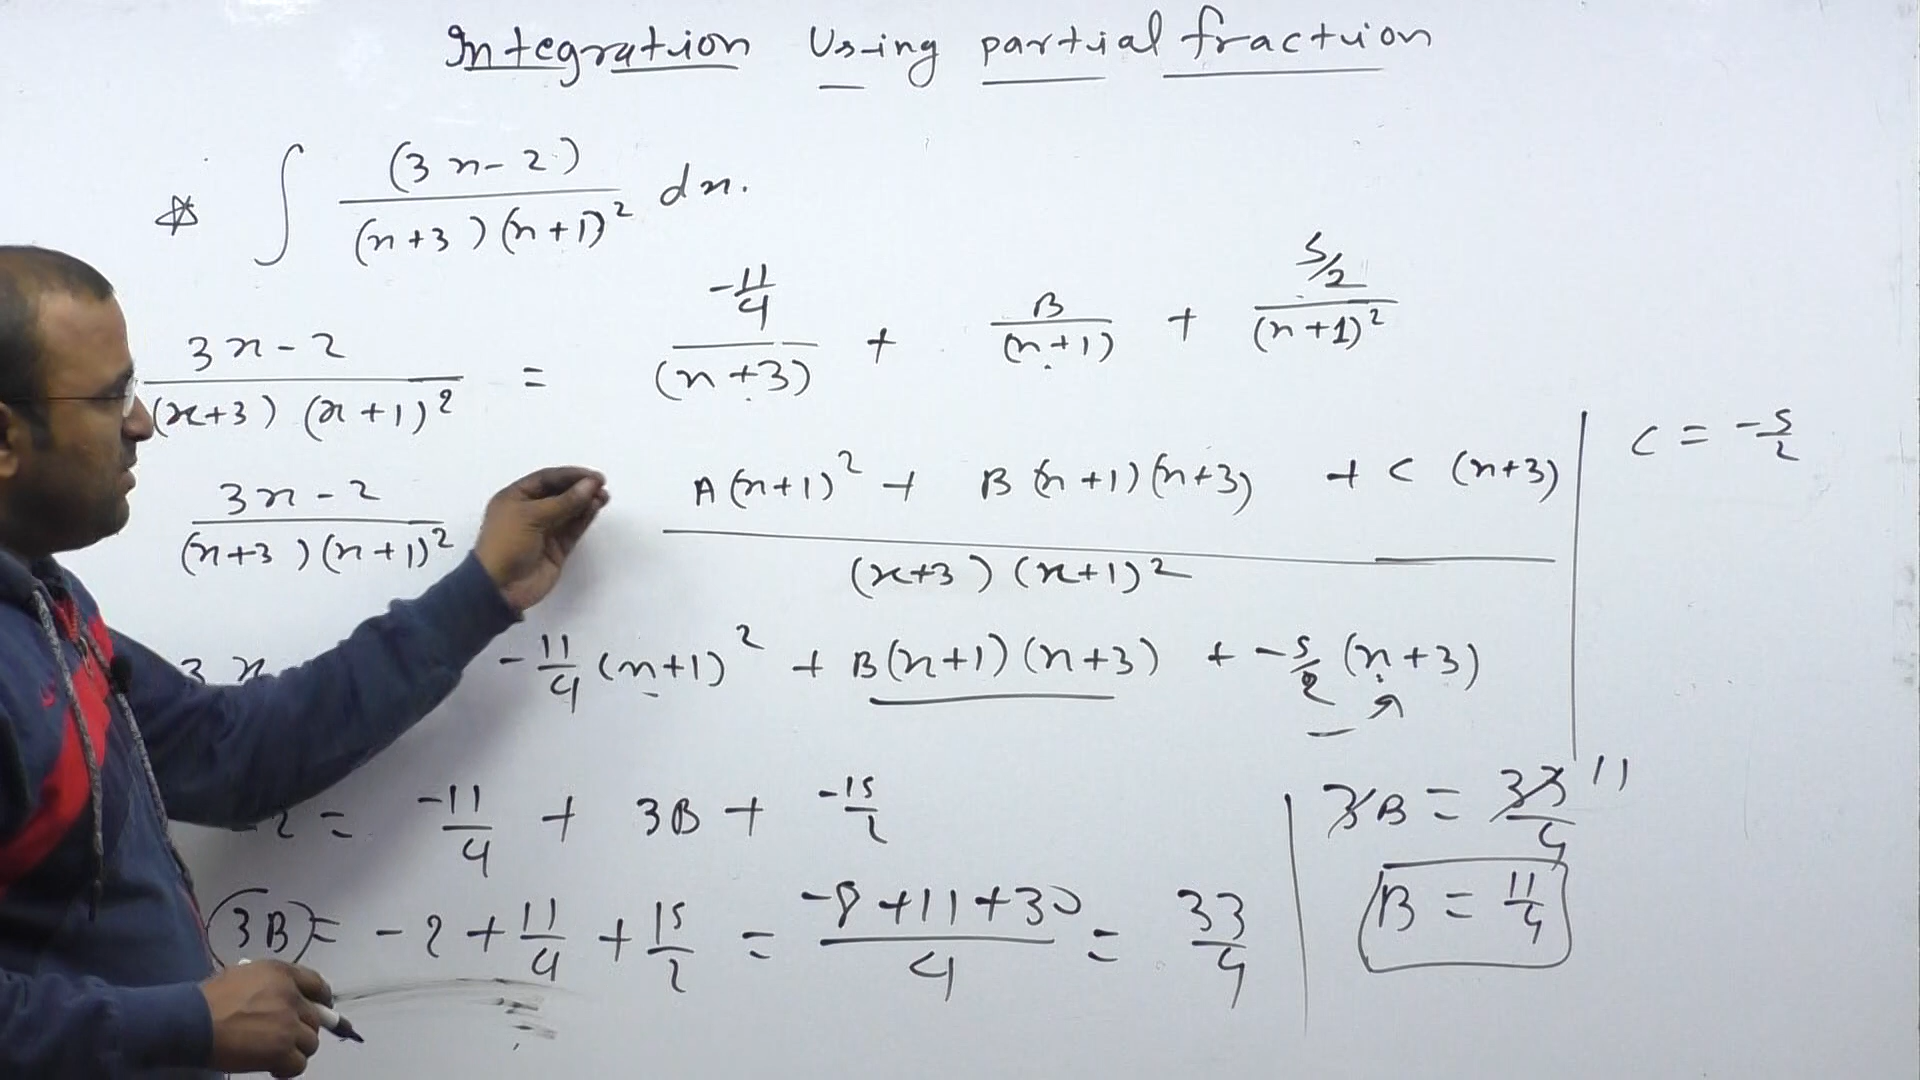 Integration Using partial fraction
∫ (3x-2)/((x+3)(x+1)²) dx.
(3x-2)/((x+3)(x+1)²) = (-11/4)/(x+3) + B/(x+1) + (5/2)/(x+1)²
C = -5/2
(3x-2)/((x+3)(x+1)²) (A(x+1)² + B(x+1)(x+3) + C(x+3))/((x+3)(x+1)²)
3x -11/4(x+1)² + B(x+1)(x+3) + -5/2(x+3)
-2 = -11/4 + 3B + -15/2
3B = 33/4 11
3B = -2 + 11/4 + 15/2 = (-8+11+30)/4 = 33/4
B = 11/4